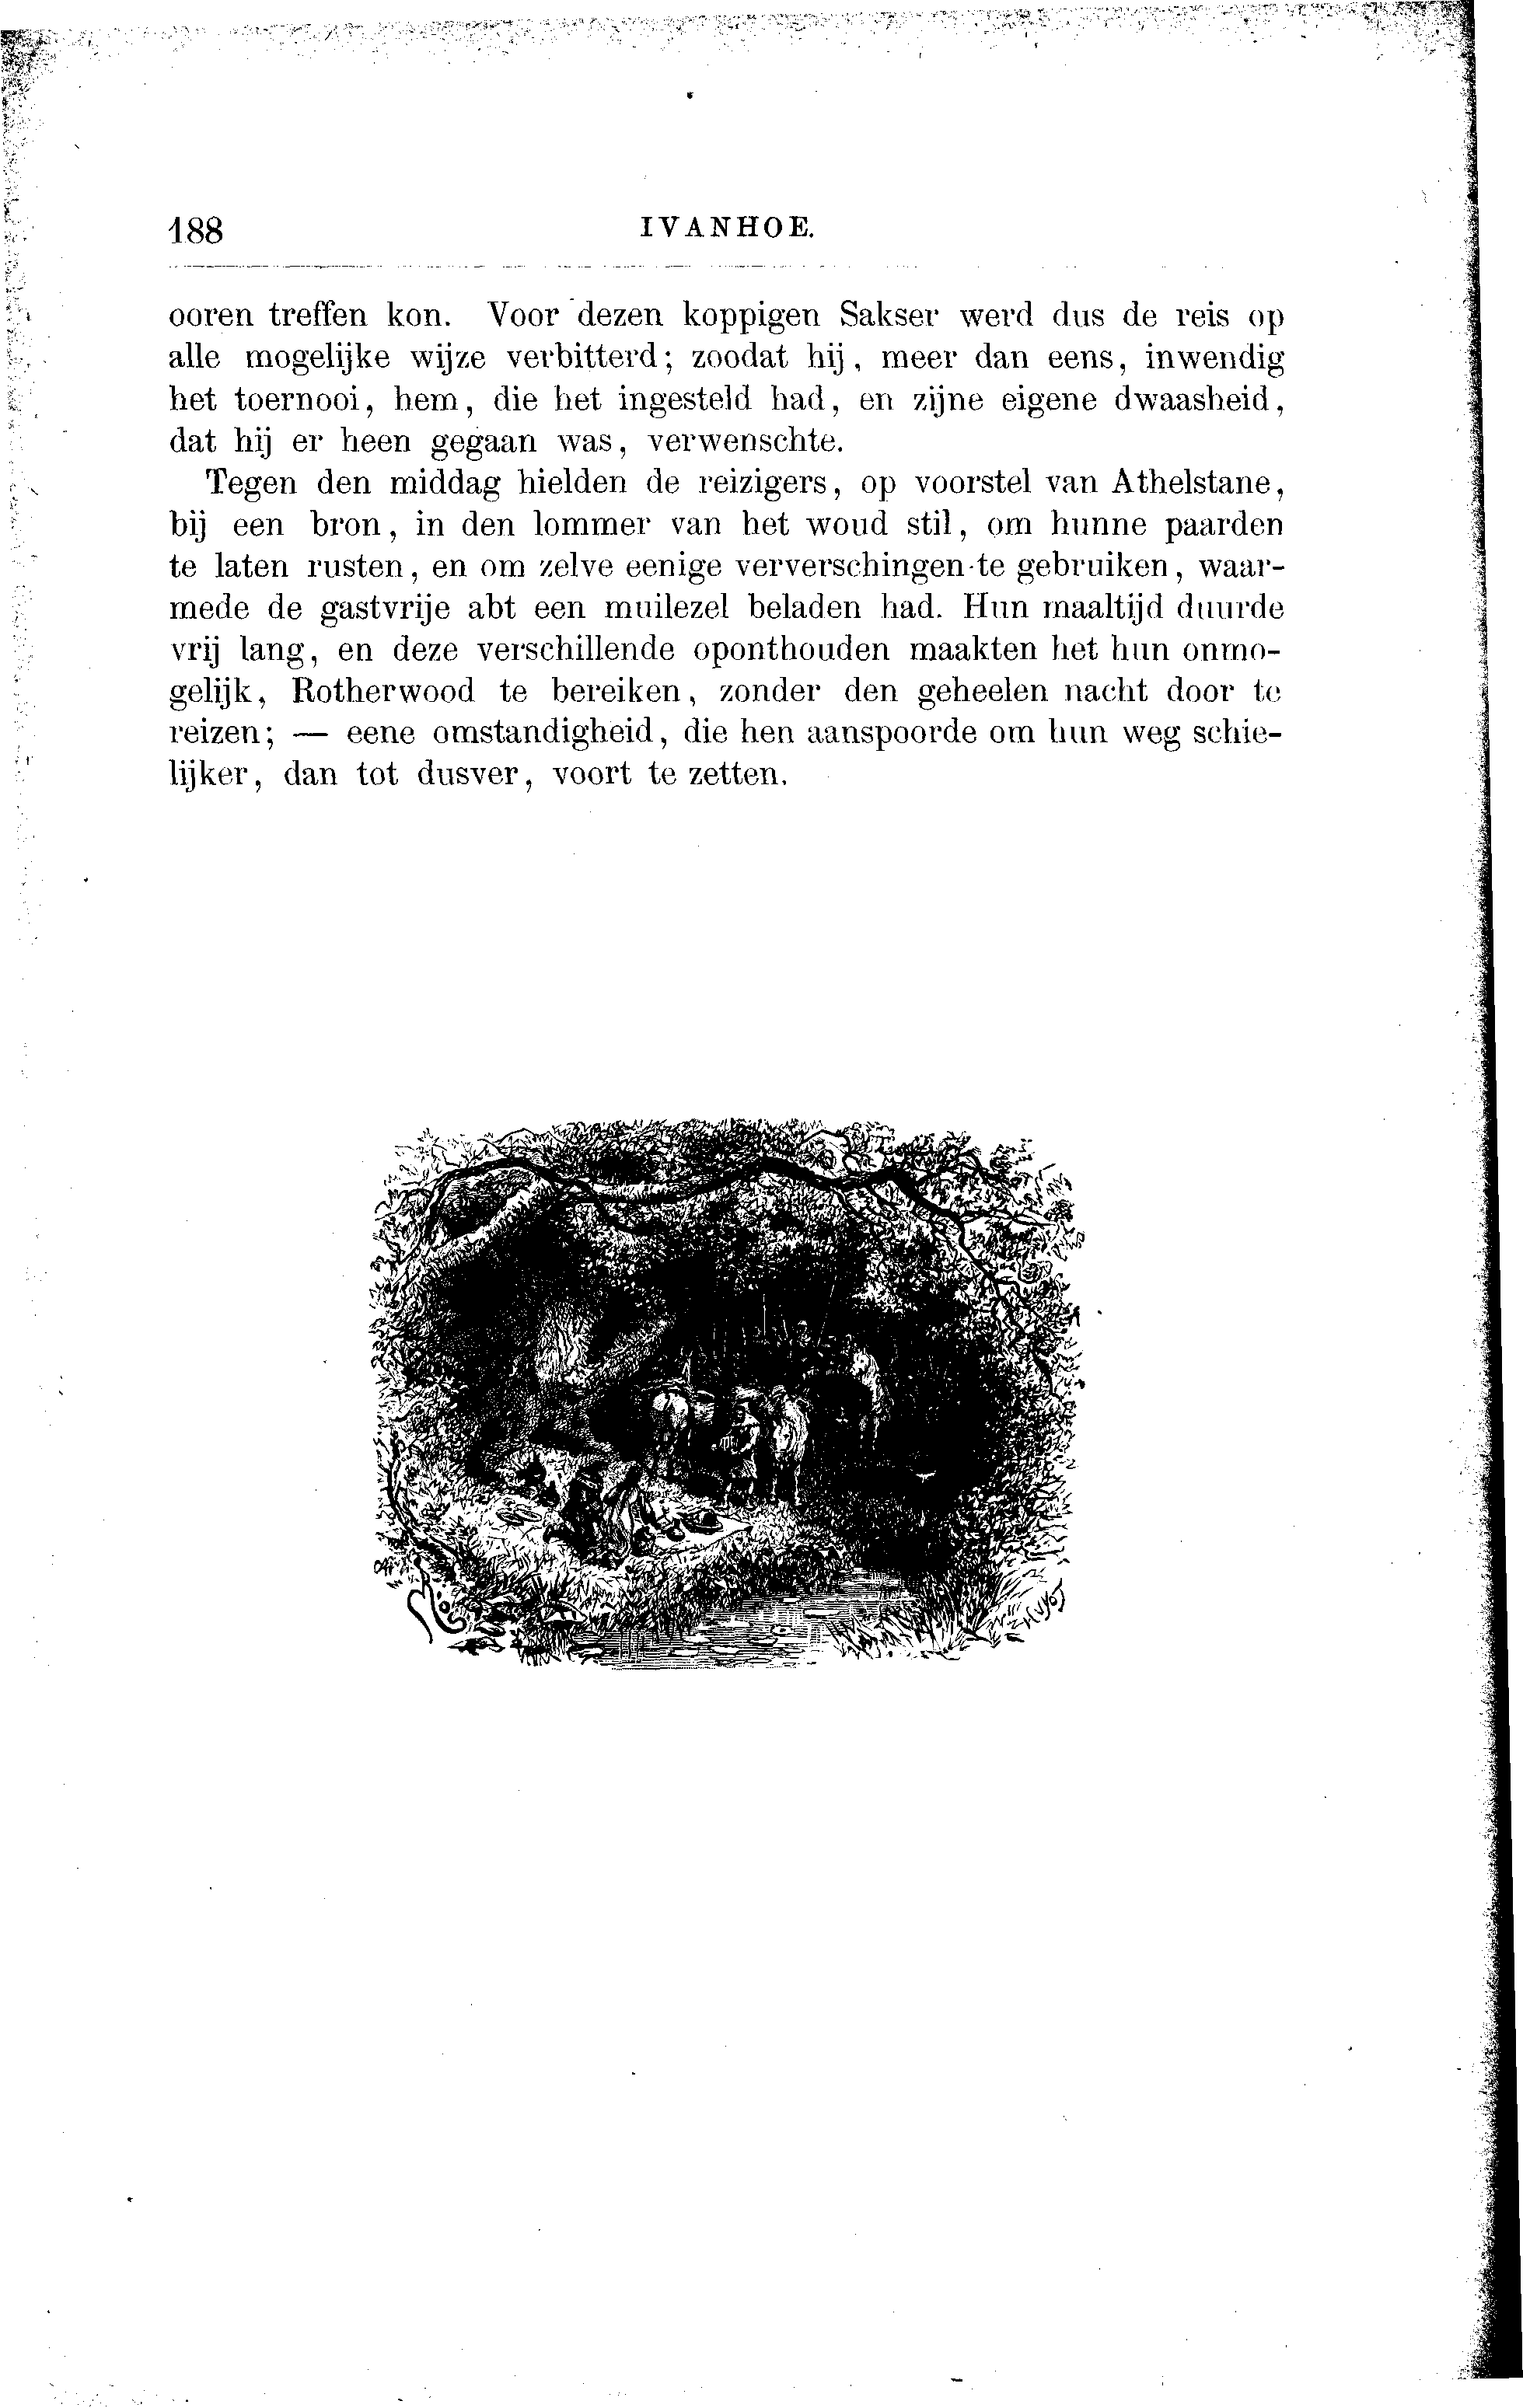 188 IVANHOE.
ooren treffen kon. Voor dezen koppigen Sakser werd dus de reis op
alle mogelijke wijze verbitterd; zoodat hij, meer dan eens, inwendig
het toernooi, hem, die het ingesteld had, en zijne eigene dwaasheid,
dat hij er heen gegaan was, verwenschte.
Tegen den middag hielden de reizigers, op voorstel van Athelstane,
bij een bron, in den lommer van het woud stil, om hunne paarden
te laten rusten, en om zelve eenige ververschingen te gebruiken, waar-
mede de gastvrije abt een muilezel beladen had. Hun maaltijd duurde
vrij lang, en deze verschillende oponthouden maakten het hun onmo-
gelijk, Rotherwood te bereiken, zonder den geheelen nacht door te
reizen; — eene omstandigheid, die hen aanspoorde om hun weg schie-
lijker, dan tot dusver, voort te zetten.